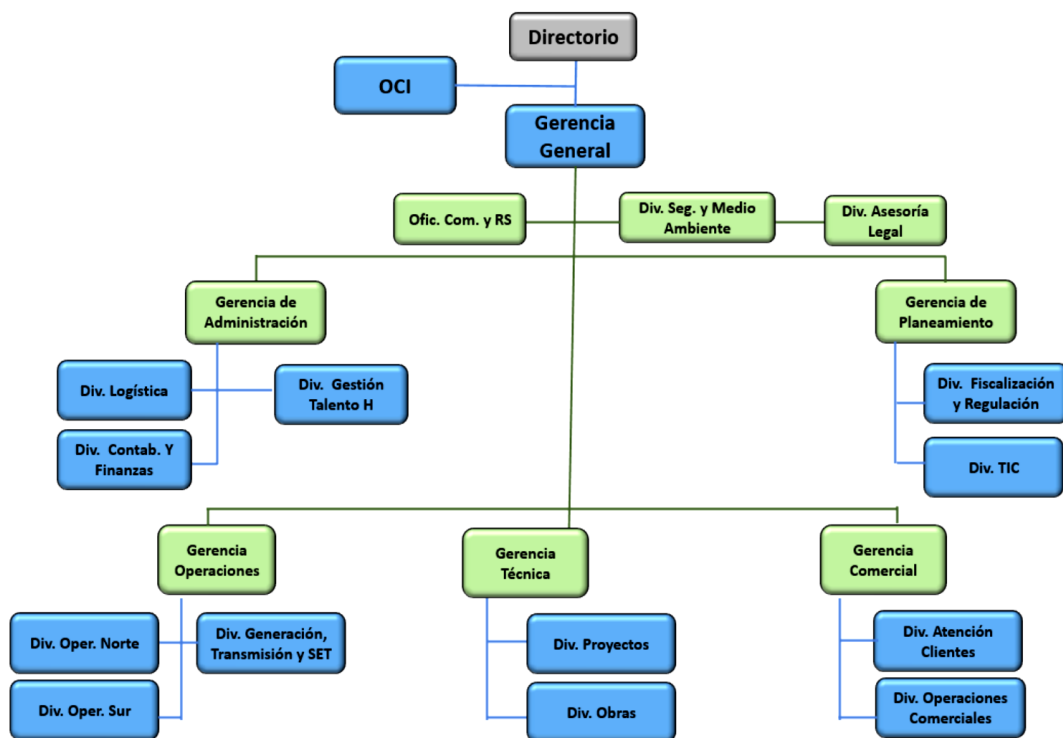 Directorio
OCI
Gerencia
General
Ofic. Com. y RS
Div. Seg. y Medio
Ambiente
Div. Asesoría
Legal
Gerencia de
Administración
Gerencia de
Planeamiento
Div. Logística
Div.  Gestión
Talento H
Div.  Fiscalización
y Regulación
Div.  Contab. Y
Finanzas
Div. TIC
Gerencia
Operaciones
Gerencia
Técnica
Gerencia
Comercial
Div. Oper. Norte
Div. Generación,
Transmisión y SET
Div. Proyectos
Div. Atención
Clientes
Div. Oper. Sur
Div. Obras
Div. Operaciones
Comerciales